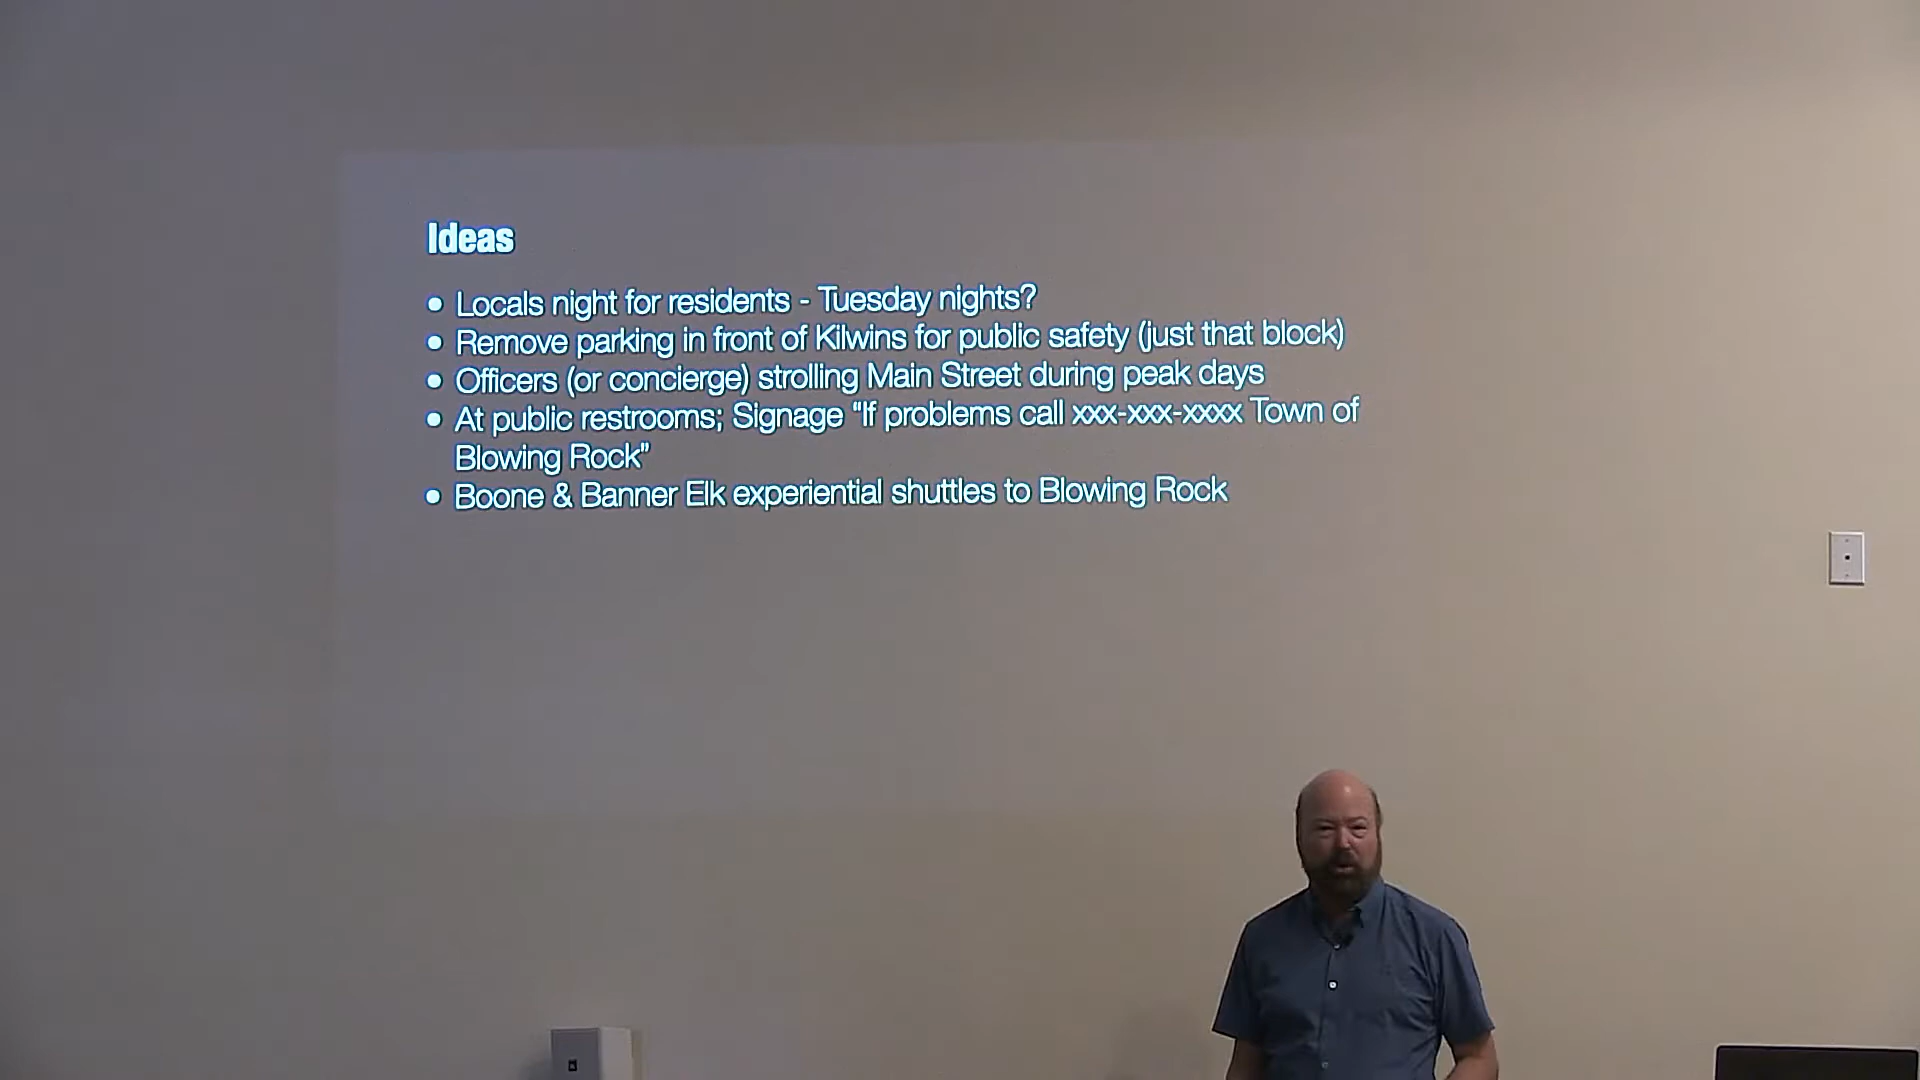 Ideas
• Locals night for residents - Tuesday nights?
• Remove parking in front of Kilwins for public safety (just that block)
• Officers (or concierge) strolling Main Street during peak days
• At public restrooms; Signage “If problems call xxx-xxx-xxxx Town of
Blowing Rock”
• Boone & Banner Elk experiential shuttles to Blowing Rock